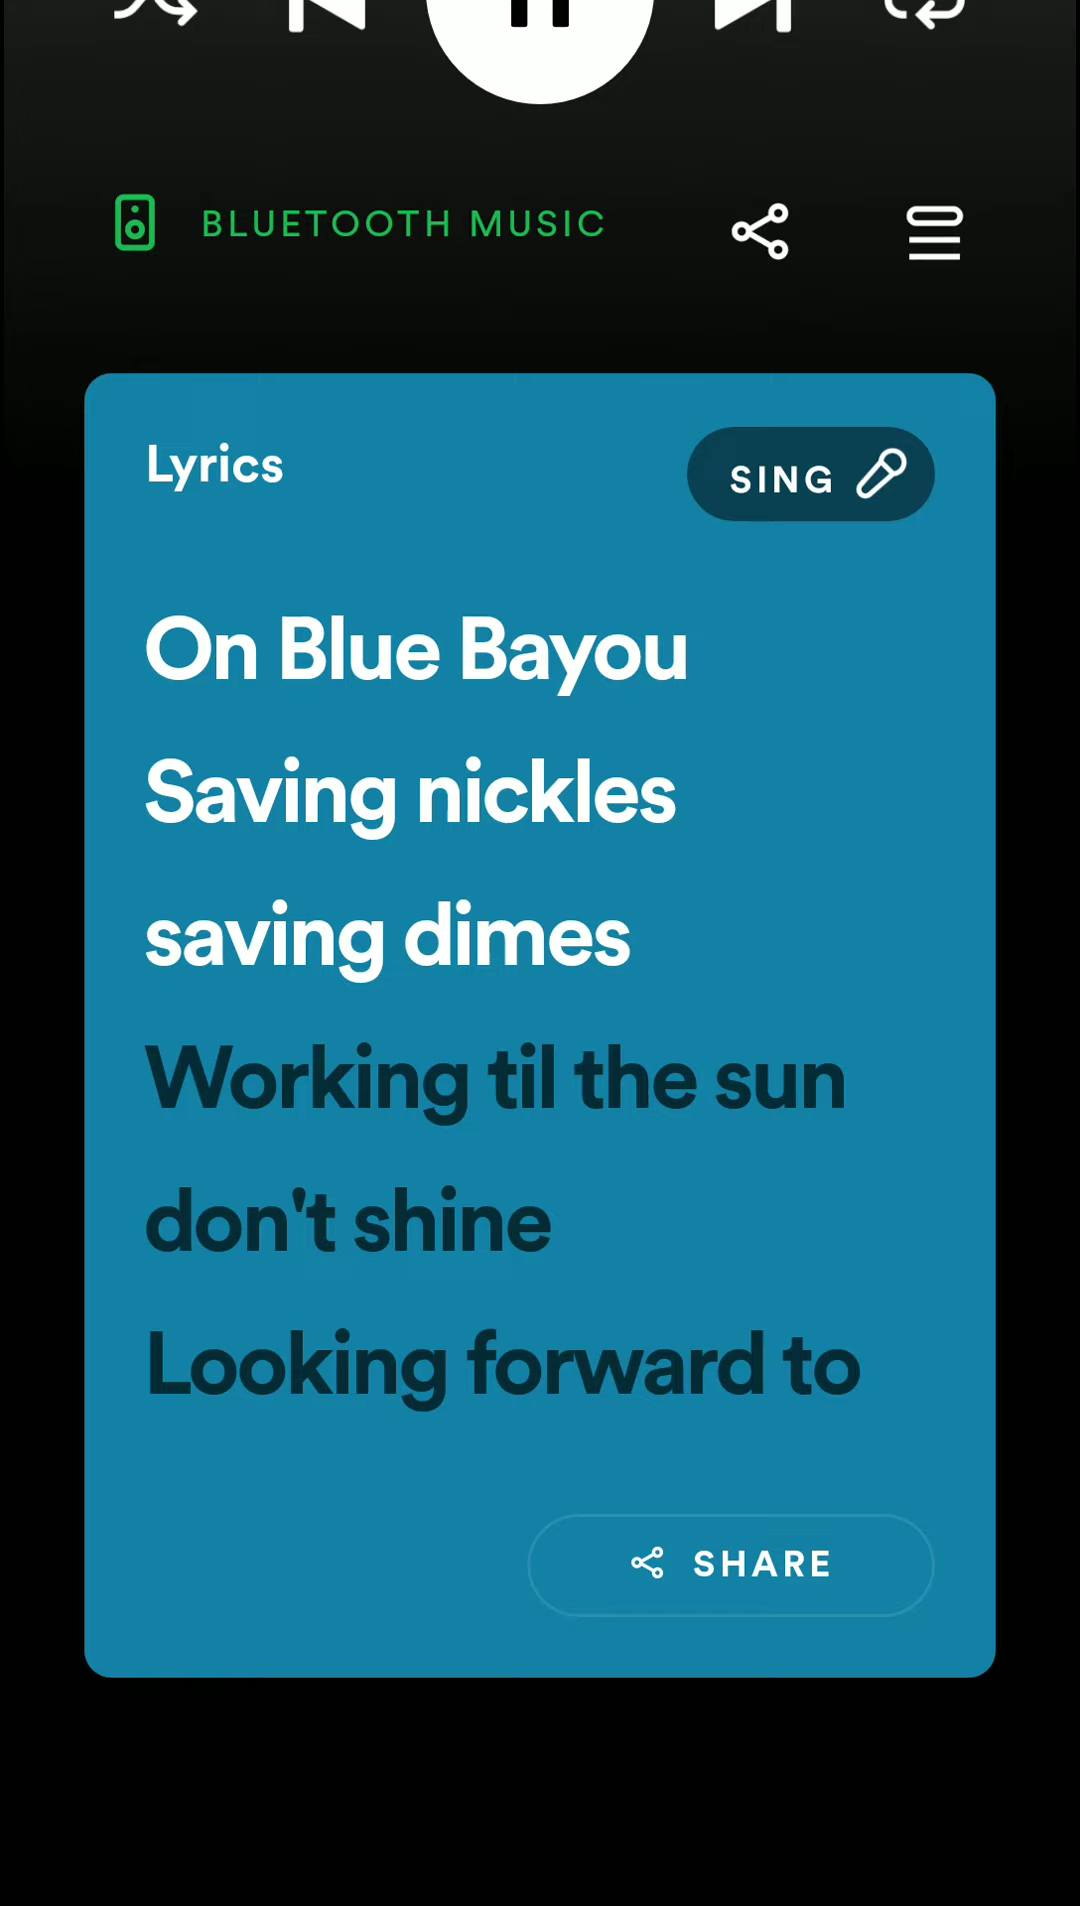 BLUETOOTH MUSIC
Lyrics
SING
On Blue Bayou
Saving nickles
saving dimes
Working til the sun
don't shine
Looking forward to
SHARE